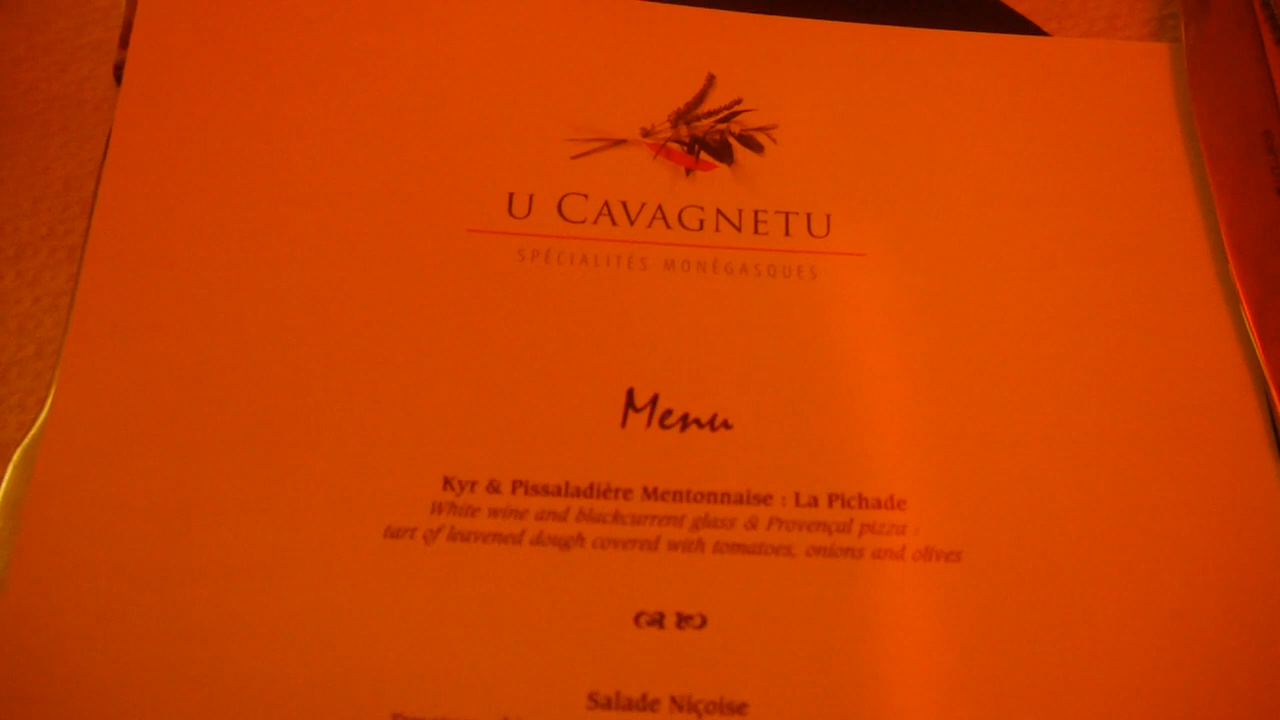 U CAVAGNETU
SPÉCIALITÉS MONÉGASQUES
Menu
Kyr & Pissaladière Mentonnaise : La Pichade
White wine and blackcurrent glass & Provençal pizza :
tart of leavened dough covered with tomatoes, onions and olives
Salade Niçoise